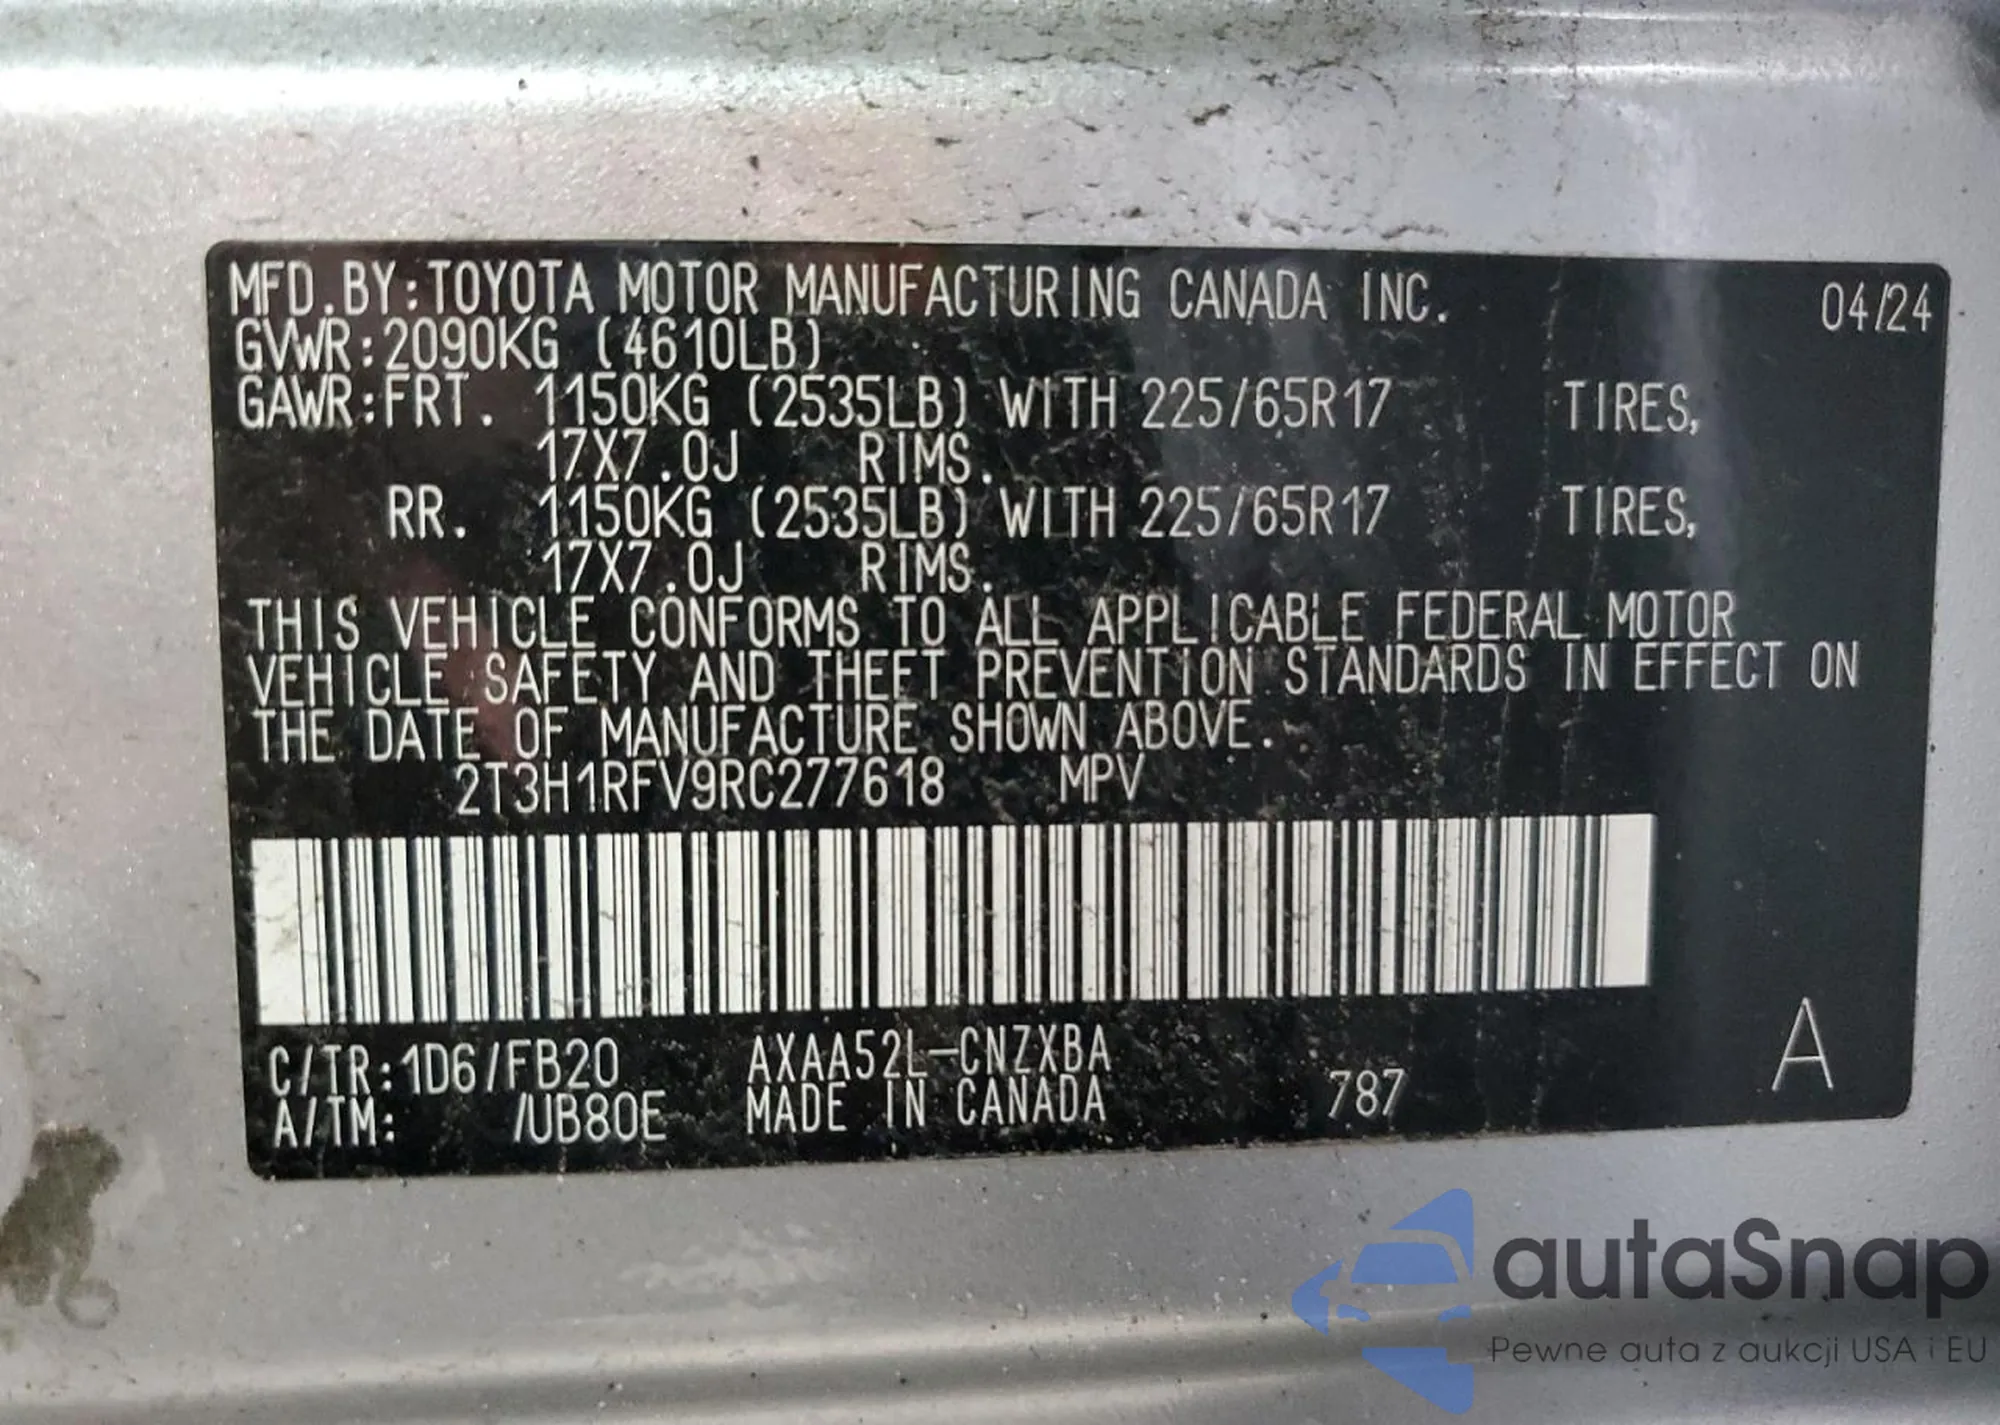 MFD.BY:TOYOTA MOTOR MANUFACTURING CANADA INC. 04/24
GVWR:2090KG (4610LB)
GAWR:FRT. 1150KG (2535LB) WITH 225/65R17 TIRES,
17X7.0J RIMS.
RR. 1150KG (2535LB) WITH 225/65R17 TIRES,
17X7.0J RIMS.
THIS VEHICLE CONFORMS TO ALL APPLICABLE FEDERAL MOTOR
VEHICLE SAFETY AND THEFT PREVENTION STANDARDS IN EFFECT ON
THE DATE OF MANUFACTURE SHOWN ABOVE.
2T3H1RFV9RC277618 MPV
C/TR:1D6/FB20 AXAA52L-CNZXBA
A/TM: /UB80E MADE IN CANADA 787 A
autaSnap
Pewne auta z aukcji USA i EU